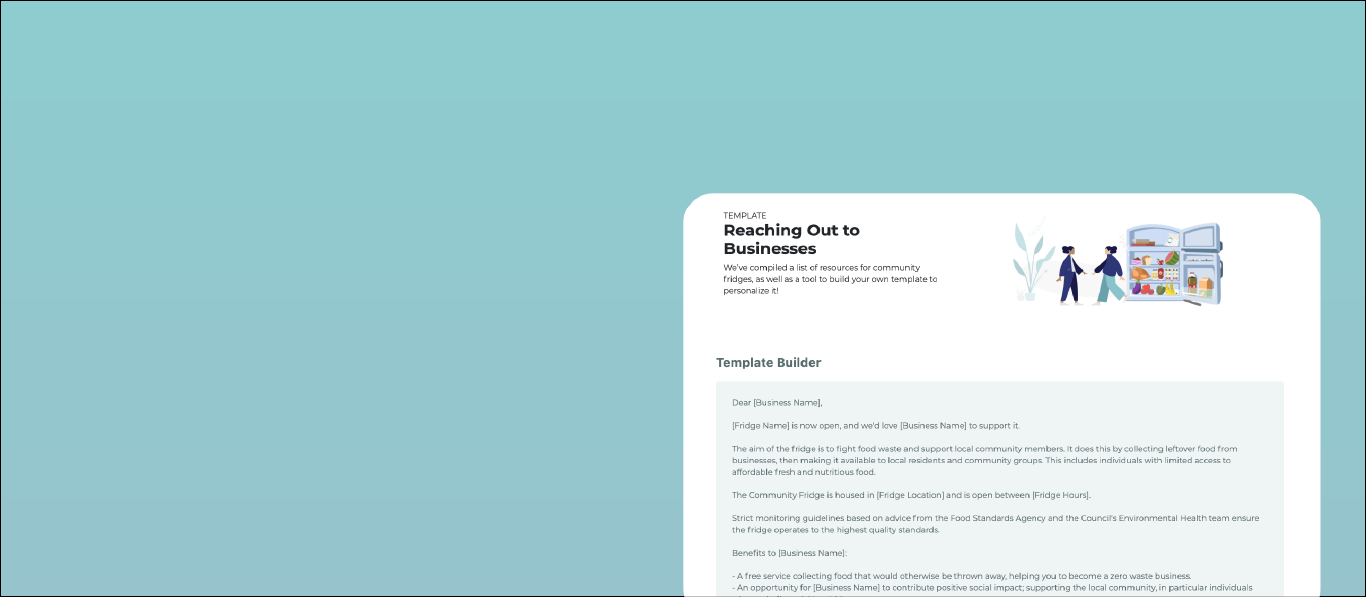 TEMPLATE
Reaching Out to
Businesses
We've compiled a list of resources for community
fridges, as well as a tool to build your own template to
personalize it!
Template Builder
Dear [Business Name],
[Fridge Name] is now open, and we'd love [Business Name] to support it.
The aim of the fridge is to fight food waste and support local community members. It does this by collecting leftover food from
businesses, then making it available to local residents and community groups. This includes individuals with limited access to
affordable fresh and nutritious food.
The Community Fridge is housed in [Fridge Location] and is open between [Fridge Hours].
Strict monitoring guidelines based on advice from the Food Standards Agency and the Council's Environmental Health team ensure
the fridge operates to the highest quality standards.
Benefits to [Business Name]:
- A free service collecting food that would otherwise be thrown away, helping you to become a zero waste business.
- An opportunity for [Business Name] to contribute positive social impact; supporting the local community, in particular individuals